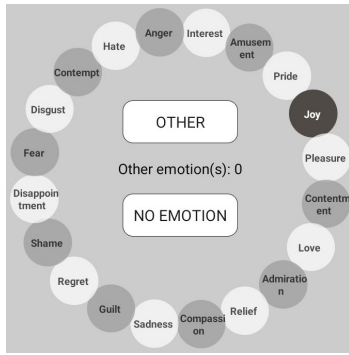 Anger
Interest
Amusem
ent
Pride
Joy
Pleasure
Contentm
ent
Love
Admiratio
n
Relief
Compassi
on
Sadness
Guilt
Regret
Shame
Disappoin
tment
Fear
Disgust
Contempt
Hate
OTHER
Other emotion(s): 0
NO EMOTION